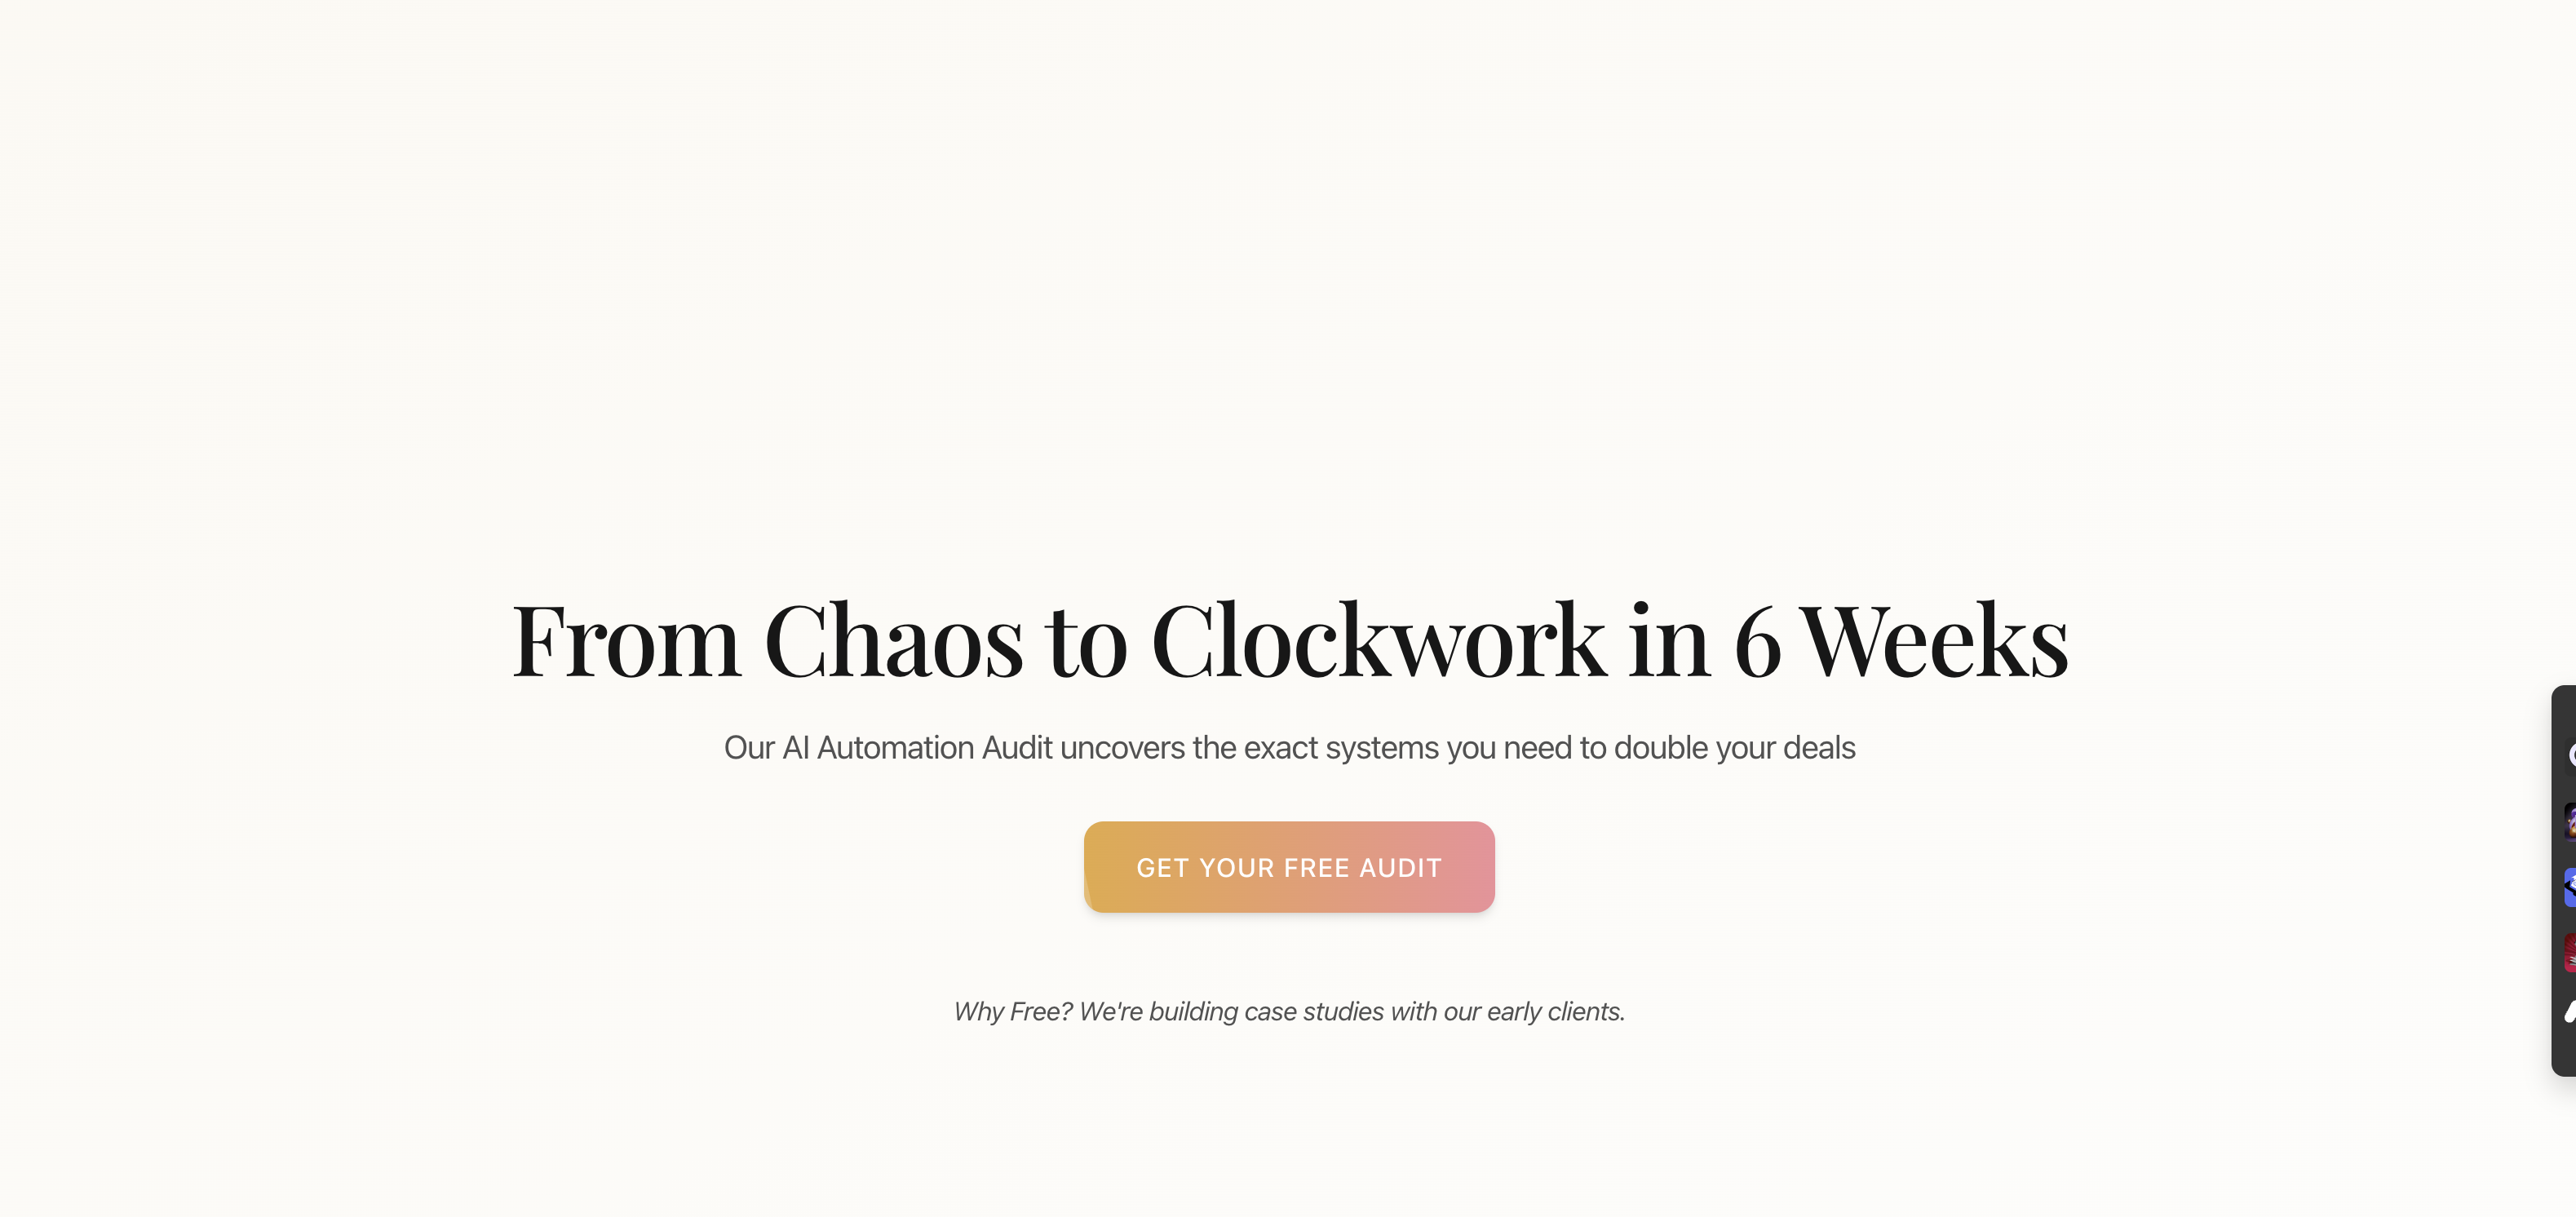 From Chaos to Clockwork in 6 Weeks
Our AI Automation Audit uncovers the exact systems you need to double your deals
GET YOUR FREE AUDIT
Why Free? We're building case studies with our early clients.